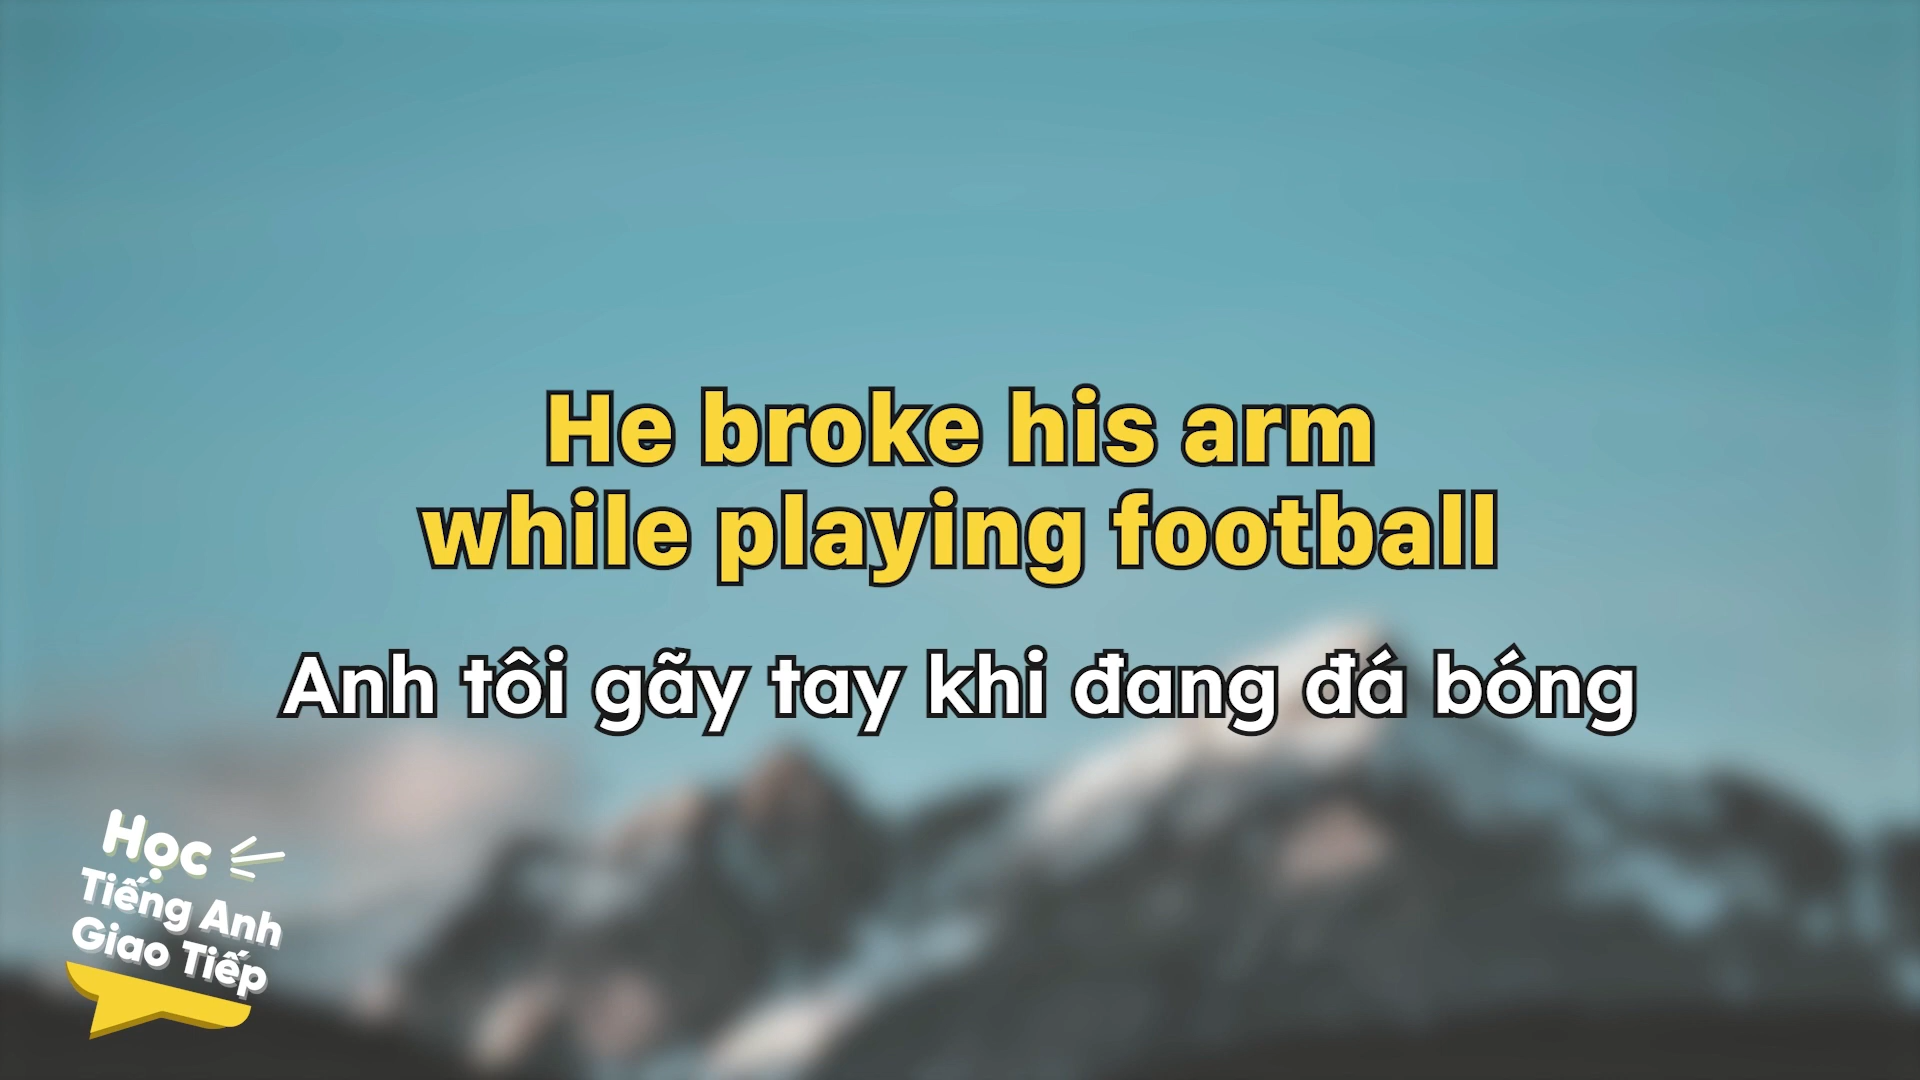 He broke his arm
while playing football
Anh tôi gãy tay khi đang đá bóng
Học
Tiếng Anh
Giao Tiếp